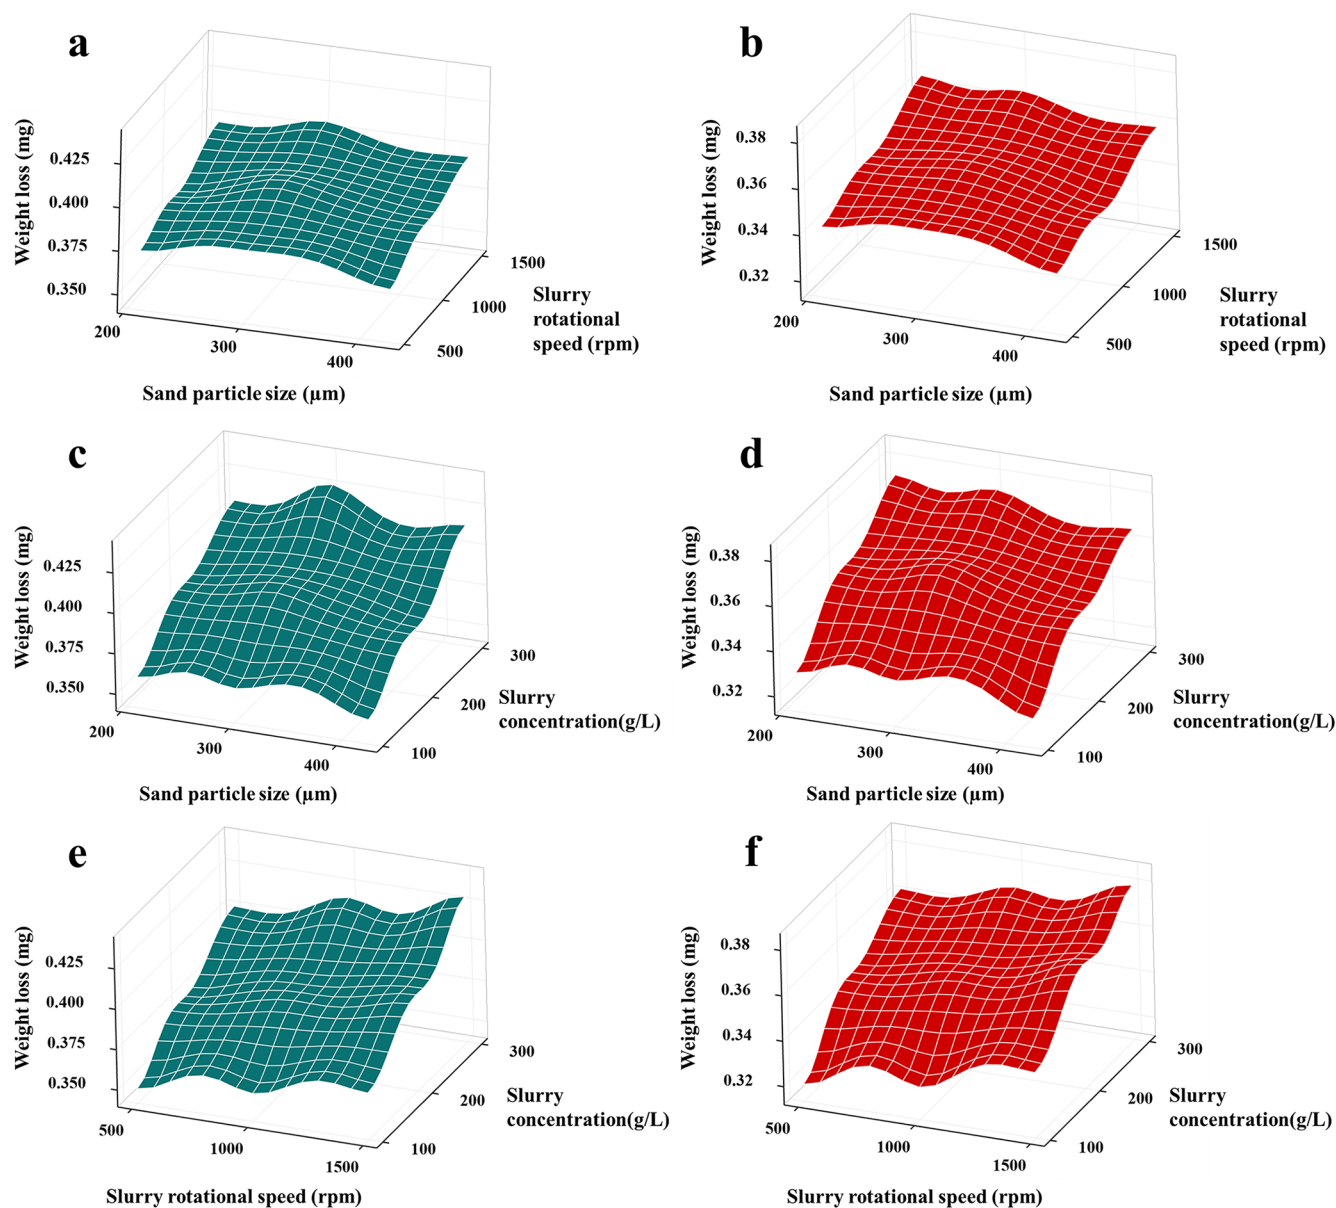 a
Weight loss (mg)
0.425
0.400
0.375
0.350
200
300
400
500
1000
1500
Slurry
rotational
speed (rpm)
Sand particle size (µm)
b
Weight loss (mg)
0.38
0.36
0.34
0.32
200
300
400
500
1000
1500
Slurry
rotational
speed (rpm)
Sand particle size (µm)
c
Weight loss (mg)
0.425
0.400
0.375
0.350
200
300
400
100
200
300
Slurry
concentration(g/L)
Sand particle size (µm)
d
Weight loss (mg)
0.38
0.36
0.34
0.32
200
300
400
100
200
300
Slurry
concentration(g/L)
Sand particle size (µm)
e
Weight loss (mg)
0.425
0.400
0.375
0.350
500
1000
1500
100
200
300
Slurry
concentration(g/L)
Slurry rotational speed (rpm)
f
Weight loss (mg)
0.38
0.36
0.34
0.32
500
1000
1500
100
200
300
Slurry
concentration(g/L)
Slurry rotational speed (rpm)